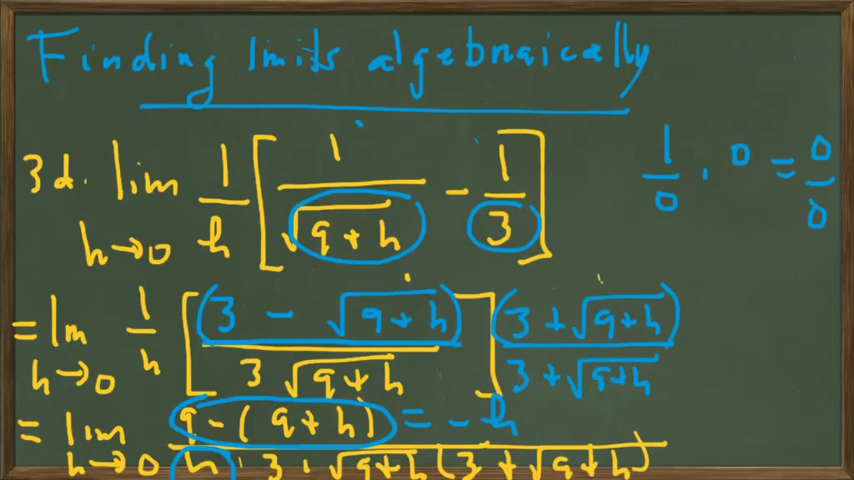 Finding limits algebraically
3d. lim h→0 1/h [ 1/√(9+h) - 1/3 ]
1/0 · 0 = 0/0
= lim h→0 1/h [ (3 - √(9+h)) / (3 √(9+h)) ] (3 + √(9+h)) / (3 + √(9+h))
= lim h→0 (9 - (9+h)) / (h · 3 · √(9+h) (3 + √(9+h))) = -h